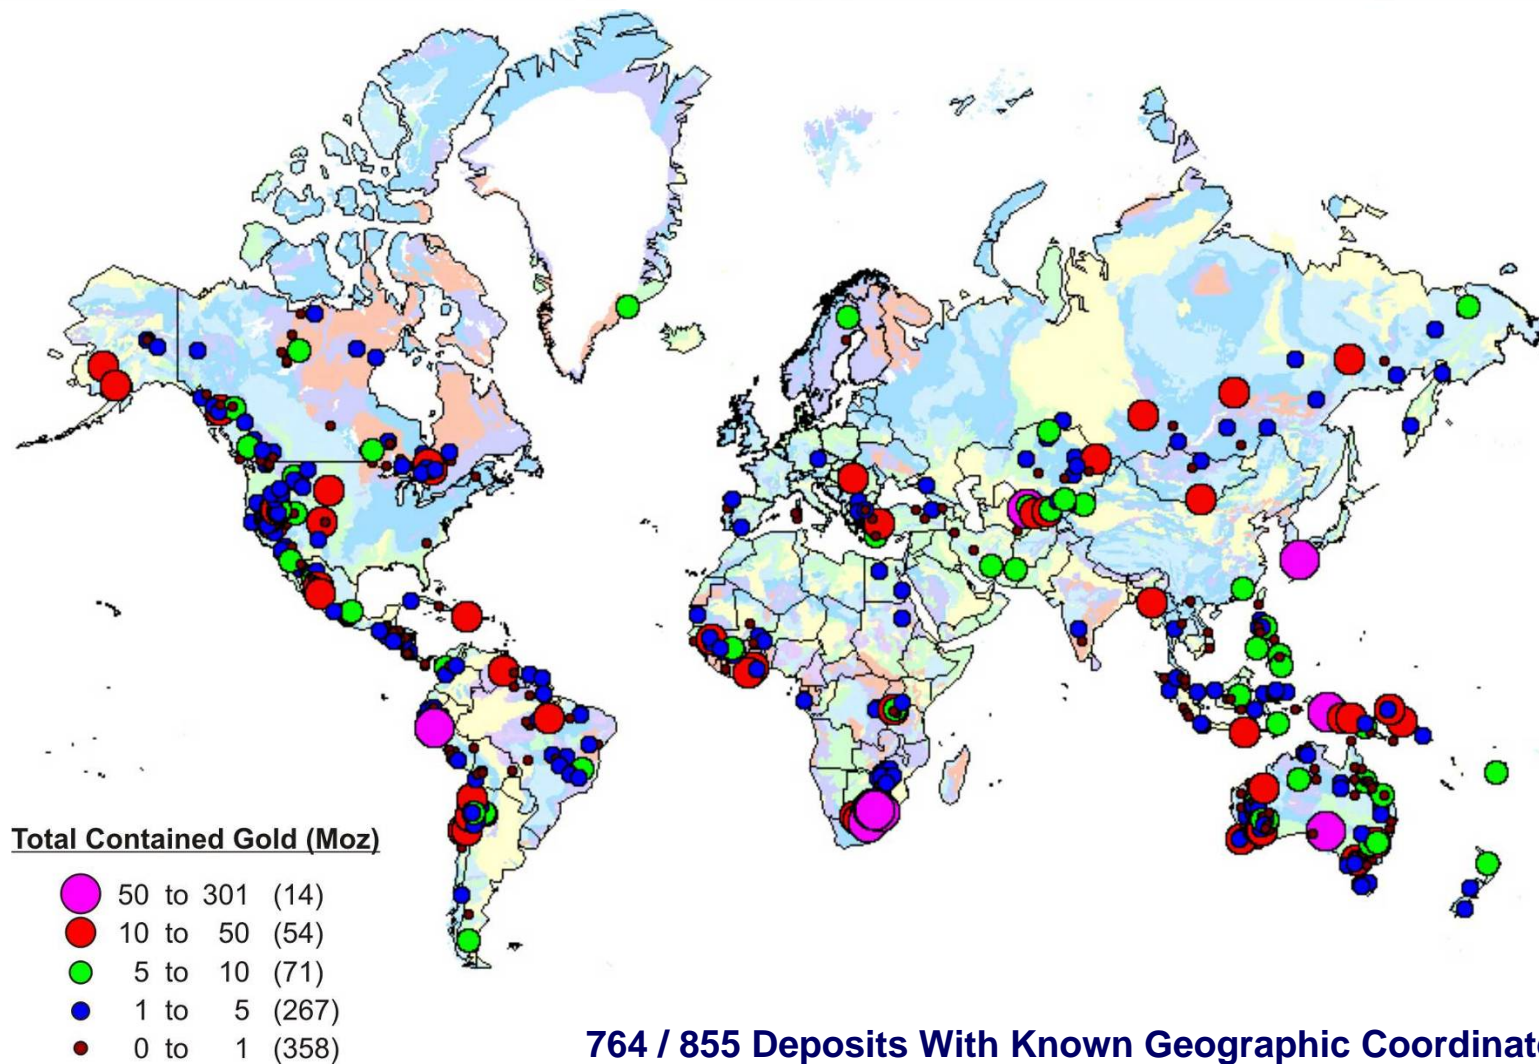 Total Contained Gold (Moz)
50 to 301 (14)
10 to 50 (54)
5 to 10 (71)
1 to 5 (267)
0 to 1 (358)
764 / 855 Deposits With Known Geographic Coordinat